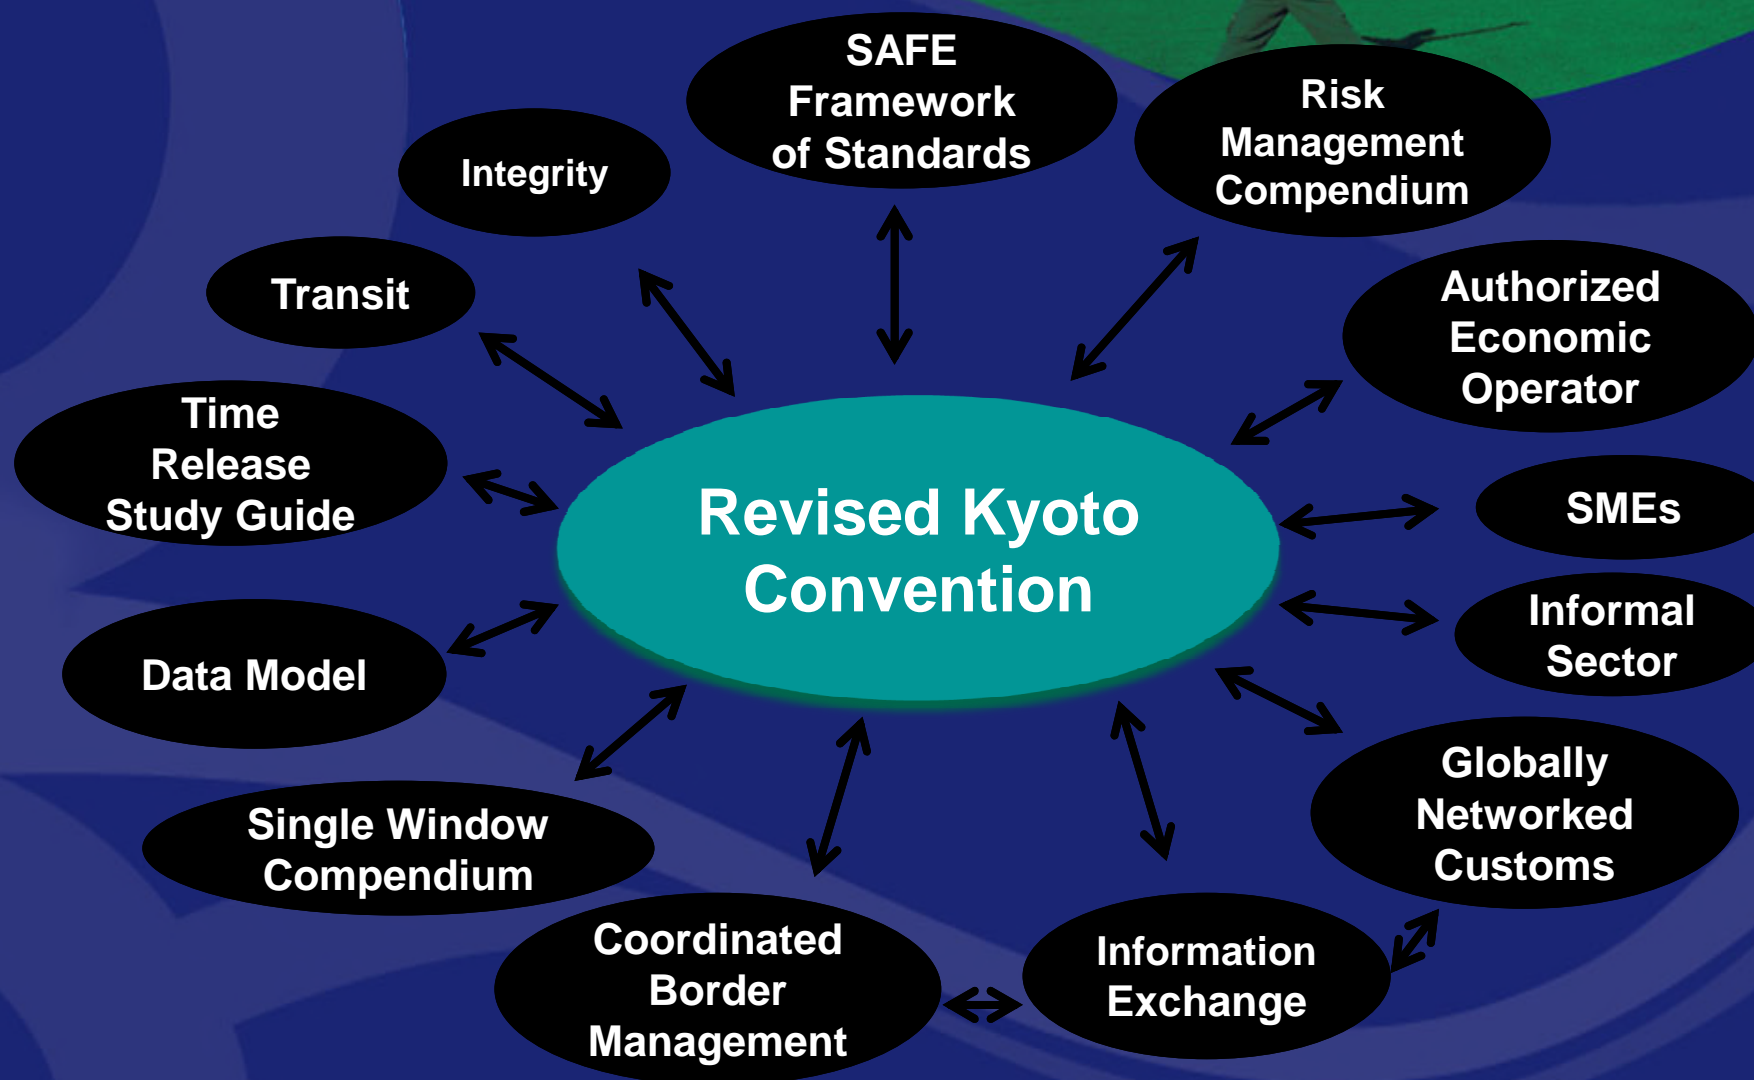 SAFE
Framework
of Standards
Risk
Management
Compendium
Integrity
Transit
Authorized
Economic
Operator
Time
Release
Study Guide
SMEs
Revised Kyoto
Convention
Informal
Sector
Data Model
Globally
Networked
Customs
Single Window
Compendium
Coordinated
Border
Management
Information
Exchange